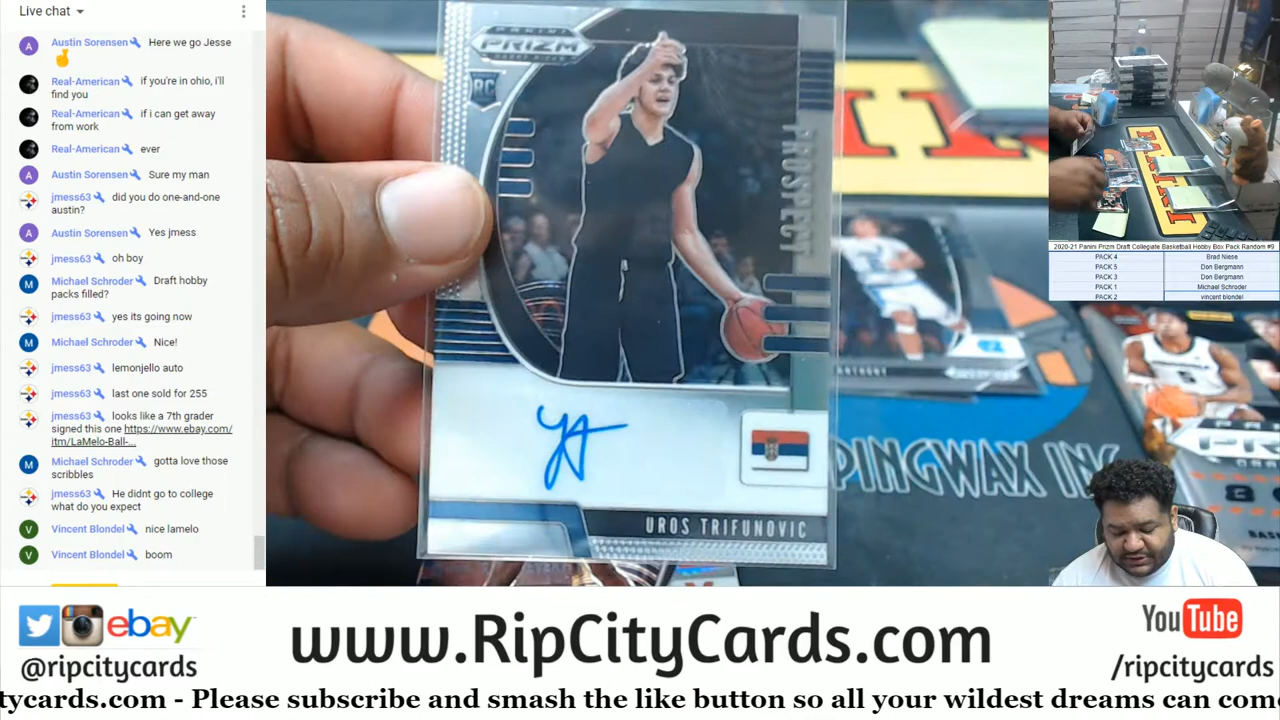 Live chat
Austin Sorensen Here we go Jesse
Real-American if you're in ohio, i'll
find you
Real-American if i can get away
from work
Real-American ever
Austin Sorensen Sure my man
jmess63 did you do one-and-one
austin?
Austin Sorensen Yes jmess
jmess63 oh boy
Michael Schroder Draft hobby
packs filled?
jmess63 yes its going now
Michael Schroder Nice!
jmess63 lemonjello auto
jmess63 last one sold for 255
jmess63 looks like a 7th grader
signed this one https://www.ebay.com/
itm/LaMelo-Ball-...
Michael Schroder gotta love those
scribbles
jmess63 He didnt go to college
what do you expect
Vincent Blondel nice lamelo
Vincent Blondel boom
PANINI
PRIZM
RC
PROSPECT
UROS TRIFUNOVIC
ANTHONY
PINGWAX INC
2020-21 Panini Prizm Draft Collegiate Basketball Hobby Box Pack Random #9
PACK 4 Brad Niese
PACK 5 Don Bergmann
PACK 3 Don Bergmann
PACK 1 Michael Schroder
PACK 2 vincent blondel
ebay
@ripcitycards
www.RipCityCards.com
YouTube
/ripcitycards
tycards.com - Please subscribe and smash the like button so all your wildest dreams can com